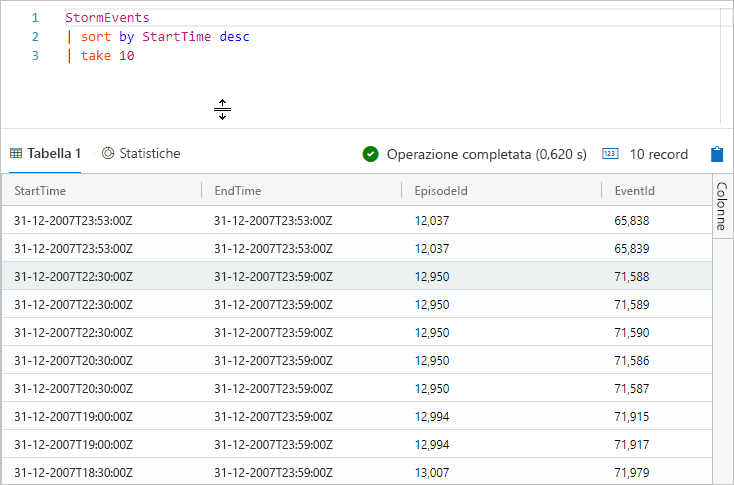 1 StormEvents
2 | sort by StartTime desc
3 | take 10
Tabella 1 Statistiche Operazione completata (0,620 s) 123 10 record
StartTime EndTime EpisodeId EventId Colonne
31-12-2007T23:53:00Z 31-12-2007T23:53:00Z 12,037 65,838
31-12-2007T23:53:00Z 31-12-2007T23:53:00Z 12,037 65,839
31-12-2007T22:30:00Z 31-12-2007T23:59:00Z 12,950 71,588
31-12-2007T22:30:00Z 31-12-2007T23:59:00Z 12,950 71,589
31-12-2007T22:30:00Z 31-12-2007T23:59:00Z 12,950 71,590
31-12-2007T20:30:00Z 31-12-2007T23:59:00Z 12,950 71,586
31-12-2007T20:30:00Z 31-12-2007T23:59:00Z 12,950 71,587
31-12-2007T19:00:00Z 31-12-2007T23:59:00Z 12,994 71,915
31-12-2007T19:00:00Z 31-12-2007T23:59:00Z 12,994 71,917
31-12-2007T18:30:00Z 31-12-2007T23:59:00Z 13,007 71,979